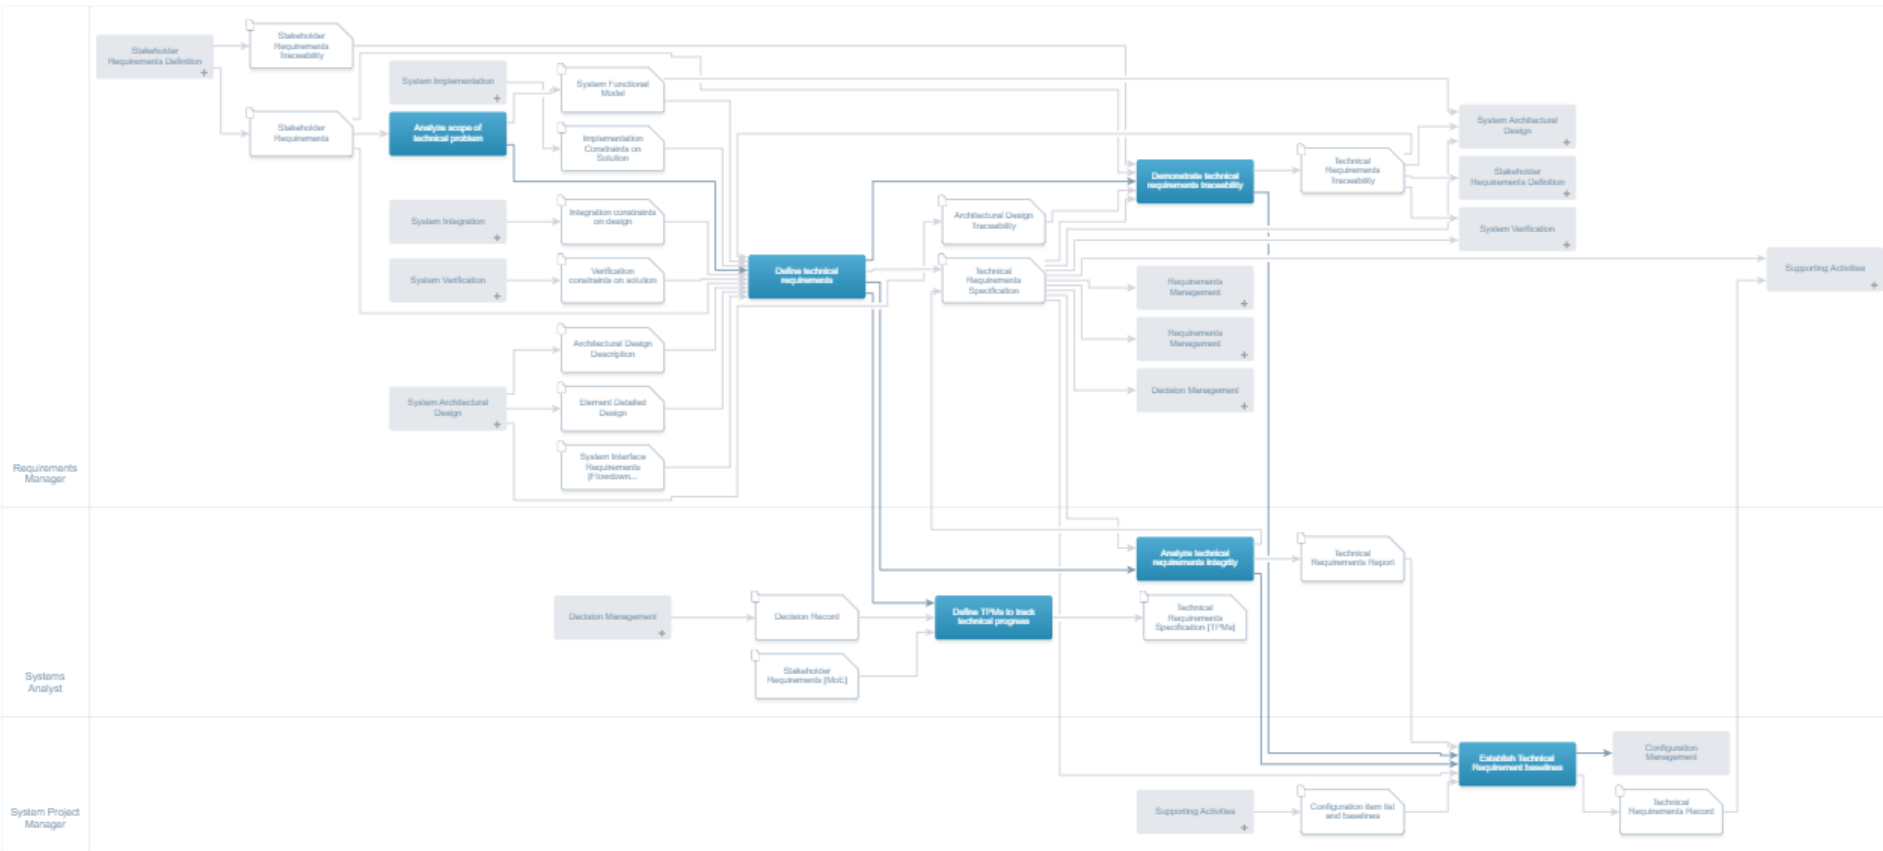 Stakeholder
Requirements Definition
Stakeholder
Requirements
Traceability
Stakeholder
Requirements
System Implementation
Analyze scope of
technical problem
System Functional
Model
Implementation
Constraints on
Solution
System Integration
Integration constraints
on design
System Verification
Verification
constraints on solution
Architectural Design
Description
System Architectural
Design
Element Detailed
Design
System Interface
Requirements
[Flowdown...
Define technical
requirements
Architectural Design
Traceability
Technical
Requirements
Specification
Demonstrate technical
requirements traceability
Technical
Requirements
Traceability
System Architectural
Design
Stakeholder
Requirements Definition
System Verification
Supporting Activities
Requirements
Management
Requirements
Management
Decision Management
Requirements
Manager
Analyze technical
requirements integrity
Technical
Requirements Report
Decision Management
Decision Record
Define TPMs to track
technical progress
Technical
Requirements
Specification [TPMs]
Stakeholder
Requirements [MoE]
Systems
Analyst
Establish Technical
Requirement baselines
Configuration
Management
Supporting Activities
Configuration item list
and baselines
Technical
Requirements Record
System Project
Manager